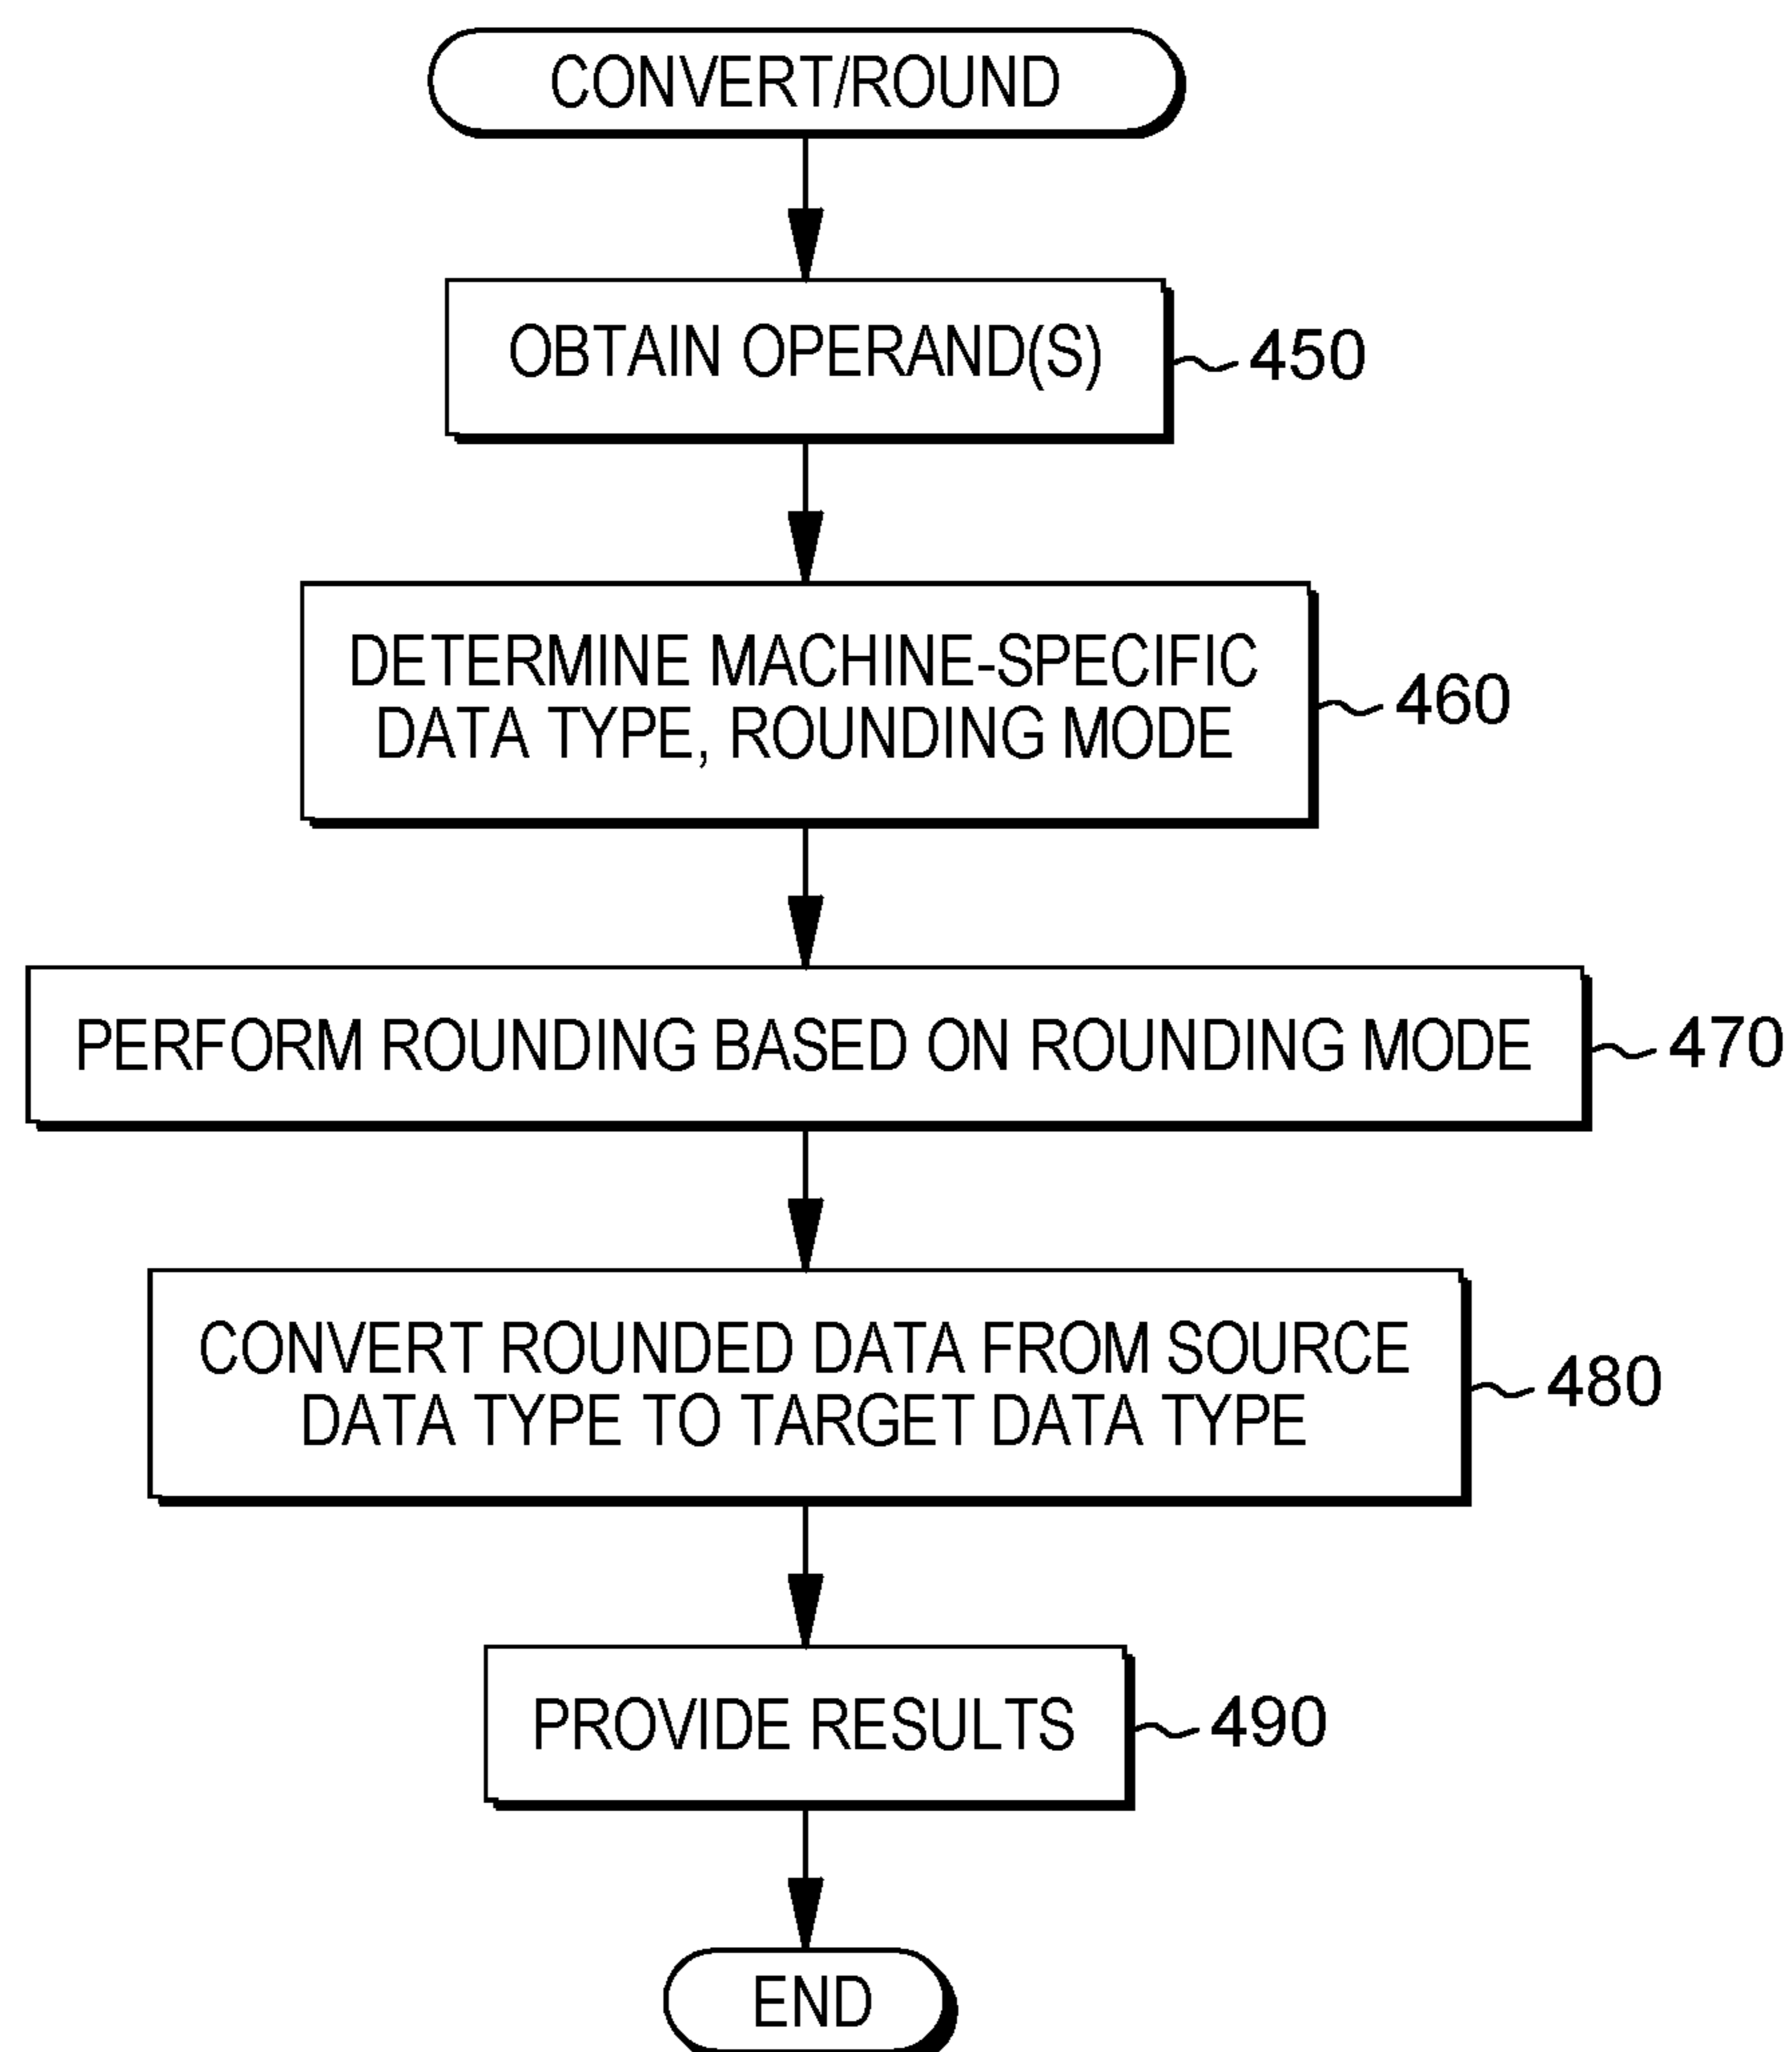 CONVERT/ROUND
OBTAIN OPERAND(S)
450
DETERMINE MACHINE-SPECIFIC
DATA TYPE, ROUNDING MODE
460
PERFORM ROUNDING BASED ON ROUNDING MODE
470
CONVERT ROUNDED DATA FROM SOURCE
DATA TYPE TO TARGET DATA TYPE
480
PROVIDE RESULTS
490
END